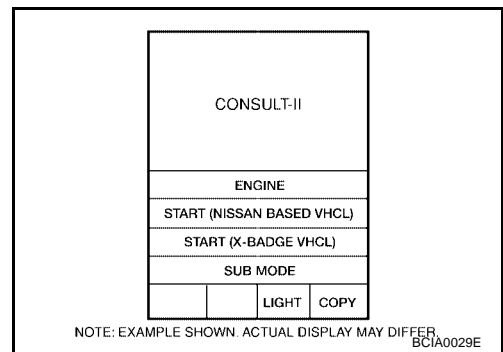 CONSULT-II
ENGINE
START (NISSAN BASED VHCL)
START (X-BADGE VHCL)
SUB MODE
LIGHT COPY
NOTE: EXAMPLE SHOWN. ACTUAL DISPLAY MAY DIFFER.
BCIA0029E